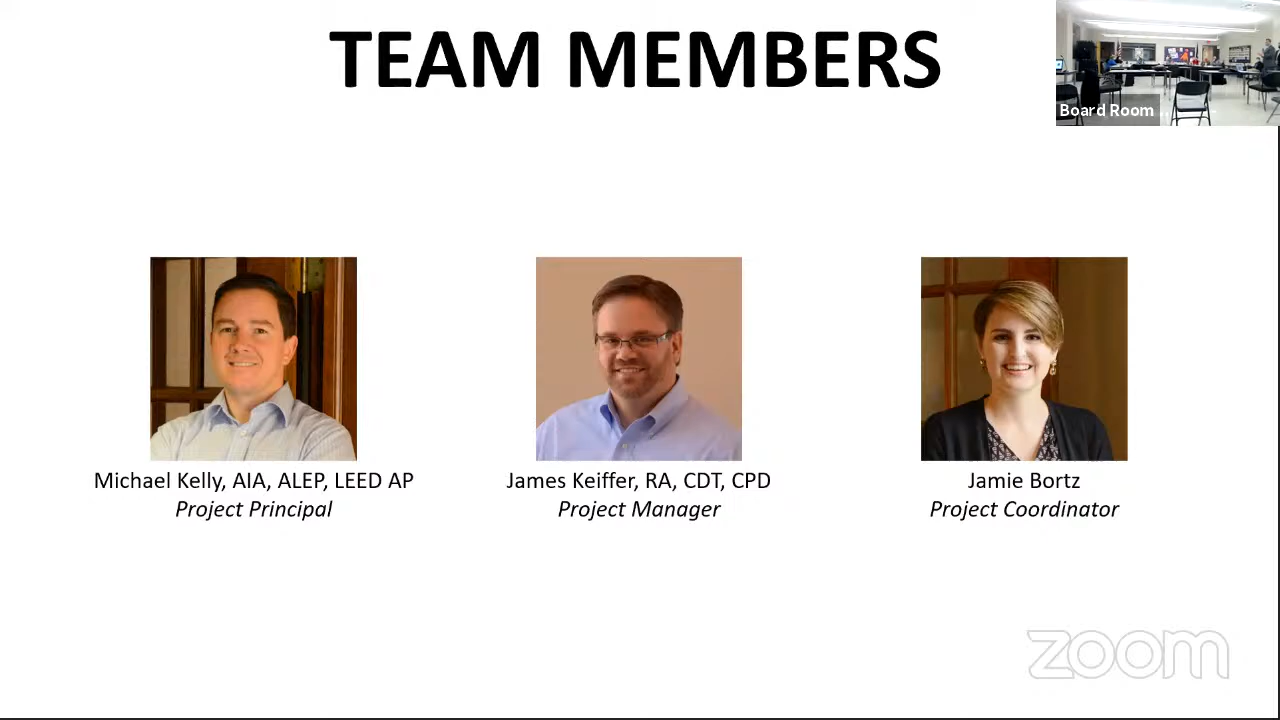 TEAM MEMBERS
Board Room
Michael Kelly, AIA, ALEP, LEED AP
Project Principal
James Keiffer, RA, CDT, CPD
Project Manager
Jamie Bortz
Project Coordinator
zoom